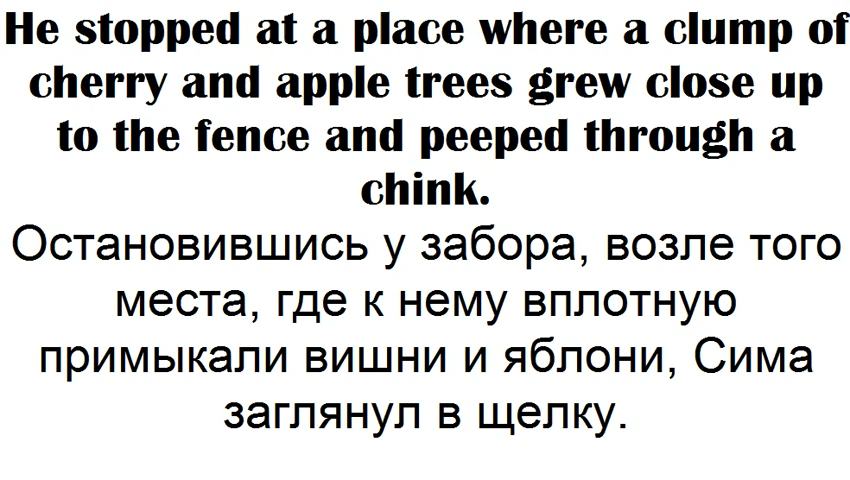 He stopped at a place where a clump of
cherry and apple trees grew close up
to the fence and peeped through a
chink.
Остановившись у забора, возле того
места, где к нему вплотную
примыкали вишни и яблони, Сима
заглянул в щелку.